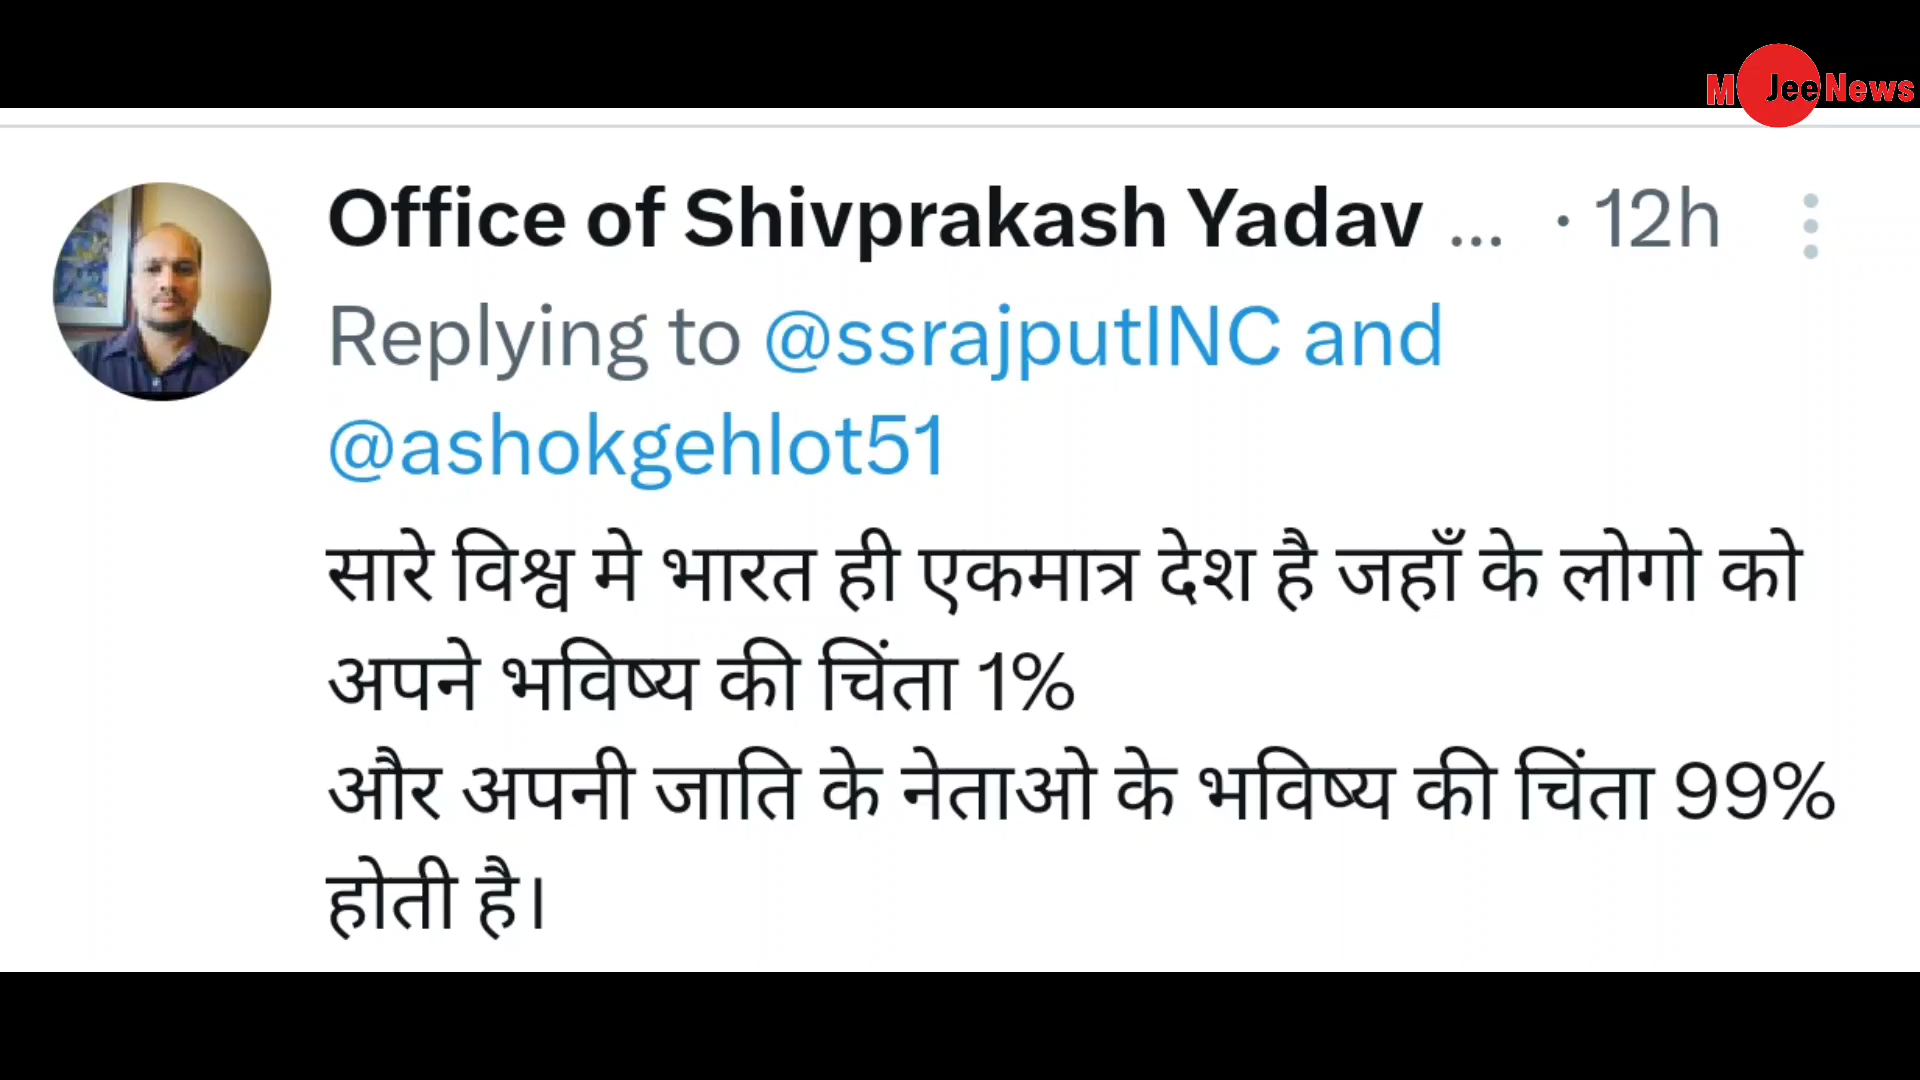 M JeeNews
Office of Shivprakash Yadav ... · 12h
Replying to @ssrajputINC and
@ashokgehlot51
सारे विश्व मे भारत ही एकमात्र देश है जहाँ के लोगो को
अपने भविष्य की चिंता 1%
और अपनी जाति के नेताओ के भविष्य की चिंता 99%
होती है।